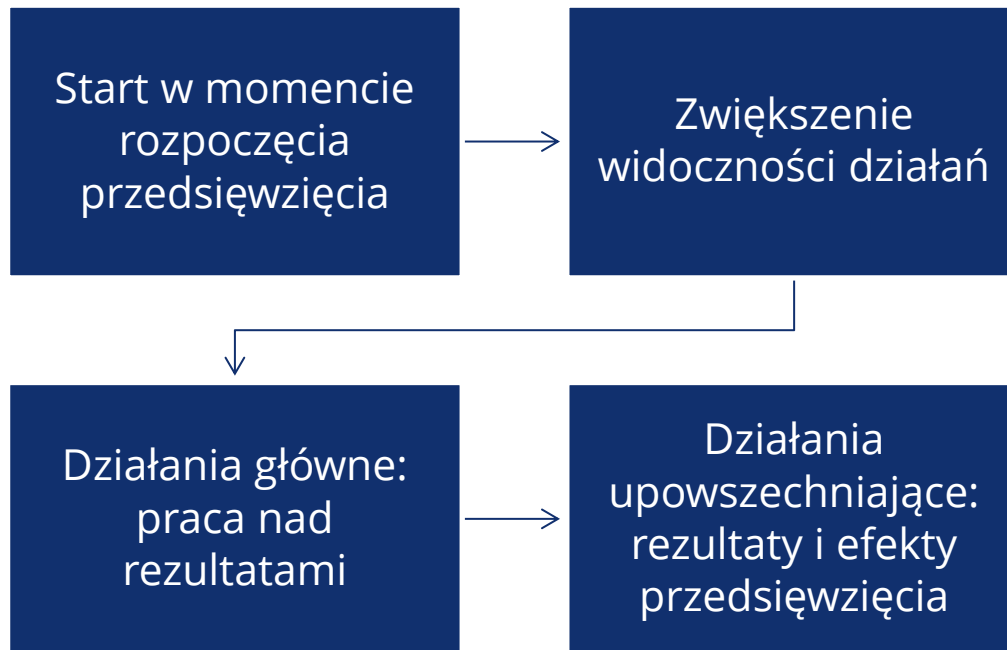 Start w momencie
rozpoczęcia
przedsięwzięcia
Zwiększenie
widoczności działań
Działania główne:
praca nad
rezultatami
Działania
upowszechniające:
rezultaty i efekty
przedsięwzięcia